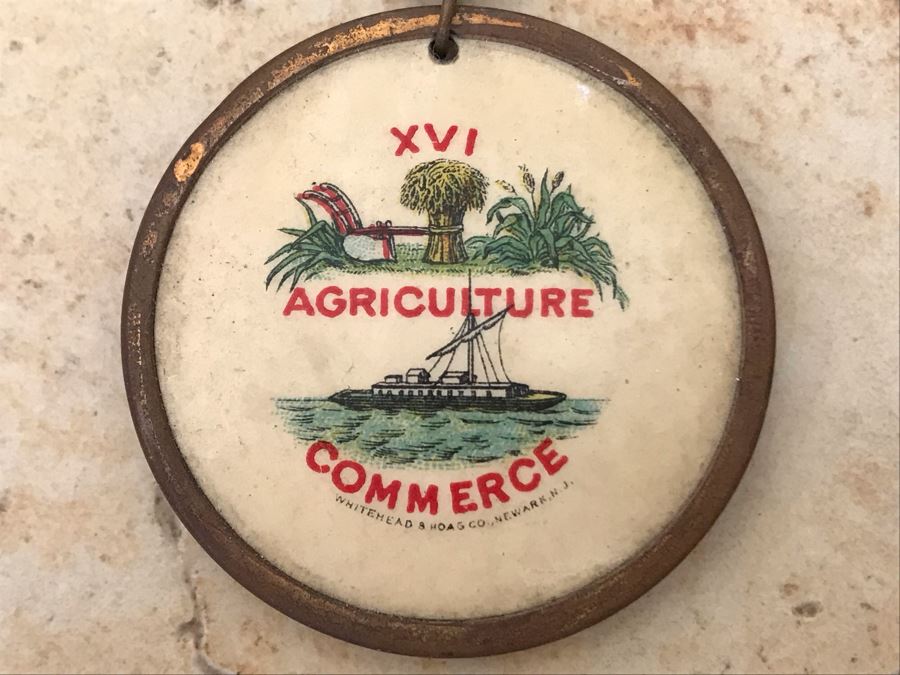 XVI
AGRICULTURE
COMMERCE
WHITEHEAD & HOAG CO., NEWARK, N.J.